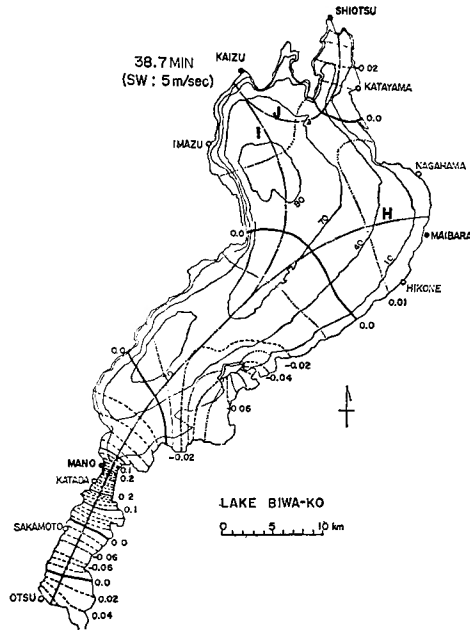 SHIOTSU
38.7 MIN
(SW : 5 m/sec)
KAIZU
0.02
KATAYAMA
J
0.0
I
IMAZU
NAGAHAMA
80
H
70
0.0
60
MAIBARA
10
HIKONE
0.01
0.0
0.0
-0.02
-0.04
0.06
-0.02
MANO
0.1
0.2
KATADA
0.2
0.1
LAKE BIWA-KO
SAKAMOTO
0.0
0 5 10 km
-0.06
-0.06
0.0
OTSU
0.02
0.04